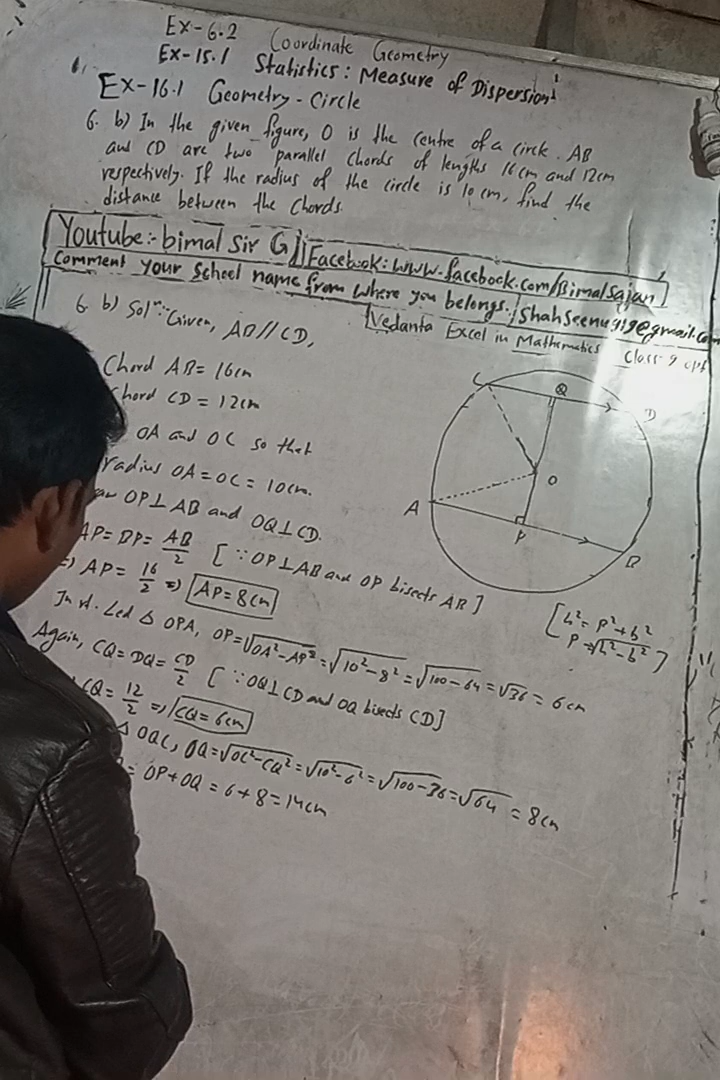 Ex-6.2 Coordinate Geometry
Ex-15.1 Statistics: Measure of Dispersion
Ex-16.1 Geometry-Circle
6. b) In the given figure, O is the centre of a circle. AB
and CD are two parallel chords of lengths 16 cm and 12cm
respectively. If the radius of the circle is 10 cm, find the
distance between the chords.
Youtube:- bimal Sir G || Facebook: www.facebook.com/Birmalsajan
Comment your School name from where you belongs.
Vedanta Excel in Mathematics Class 9 opt
6. b) Solⁿ: Given, AB // CD,
Chord AB = 16cm
Chord CD = 12cm
OA and OC so that
radius OA = OC = 10cm.
OP ⊥ AB and OQ ⊥ CD.
AP = BP = AB/2 [∵ OP ⊥ AB and OP bisects AB]
⇒ AP = 16/2 ⇒ AP = 8cm
In rt. Led Δ OPA, OP = √OA²-AP² = √10²-8² = √100-64 = √36 = 6cm
Again, CQ = DQ = CD/2 [∵ OQ ⊥ CD and OQ bisects CD]
CQ = 12/2 ⇒ CQ = 6cm
Δ OQC, OQ = √OC²-CQ² = √10²-6² = √100-36 = √64 = 8cm
= OP + OQ = 6 + 8 = 14cm
C Q D
O
A P B
[h² = p² + b²
p = √h²-b²]